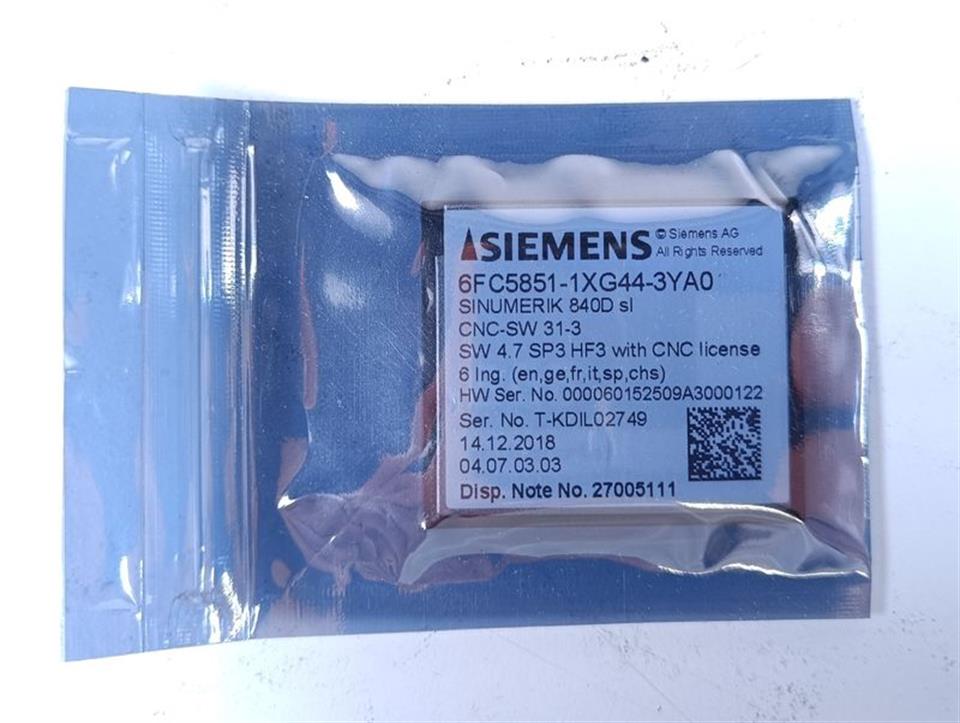 SIEMENS © Siemens AG
All Rights Reserved
6FC5851-1XG44-3YA0
SINUMERIK 840D sl
CNC-SW 31-3
SW 4.7 SP3 HF3 with CNC license
6 lng. (en,ge,fr,it,sp,chs)
HW Ser. No. 000060152509A3000122
Ser. No. T-KDIL02749
14.12.2018
04.07.03.03
Disp. Note No. 27005111